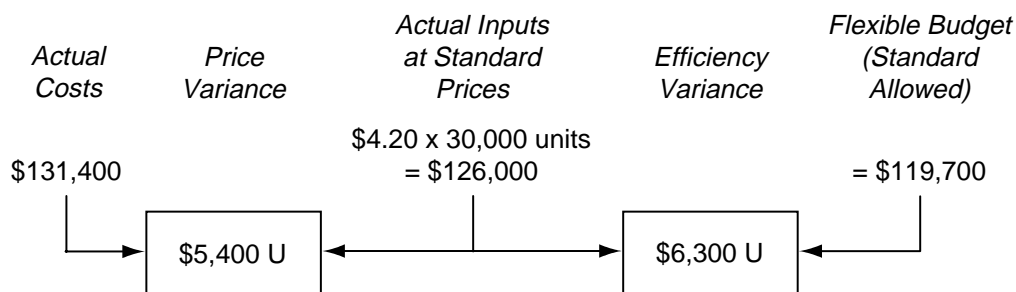 Actual
Costs
Price
Variance
Actual Inputs
at Standard
Prices
Efficiency
Variance
Flexible Budget
(Standard
Allowed)
$131,400
$4.20 x 30,000 units
= $126,000
= $119,700
$5,400 U
$6,300 U